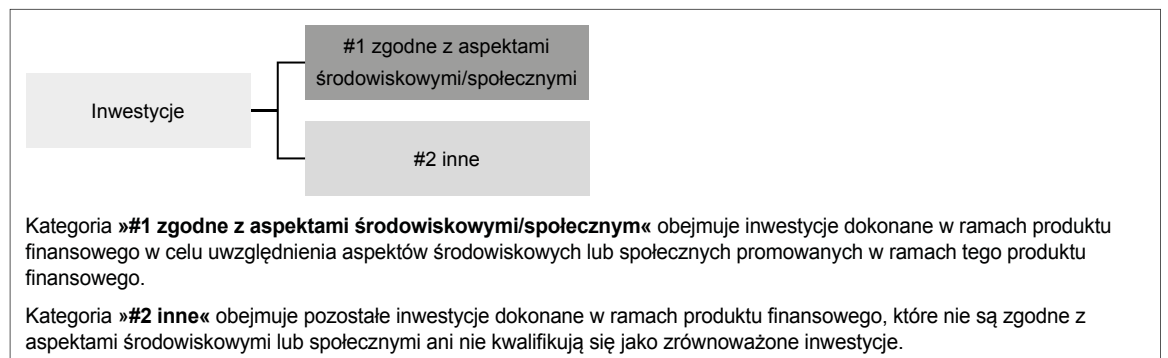 #1 zgodne z aspektami
środowiskowymi/społecznymi
Inwestycje
#2 inne
Kategoria »#1 zgodne z aspektami środowiskowymi/społecznym« obejmuje inwestycje dokonane w ramach produktu
finansowego w celu uwzględnienia aspektów środowiskowych lub społecznych promowanych w ramach tego produktu
finansowego.
Kategoria »#2 inne« obejmuje pozostałe inwestycje dokonane w ramach produktu finansowego, które nie są zgodne z
aspektami środowiskowymi lub społecznymi ani nie kwalifikują się jako zrównoważone inwestycje.